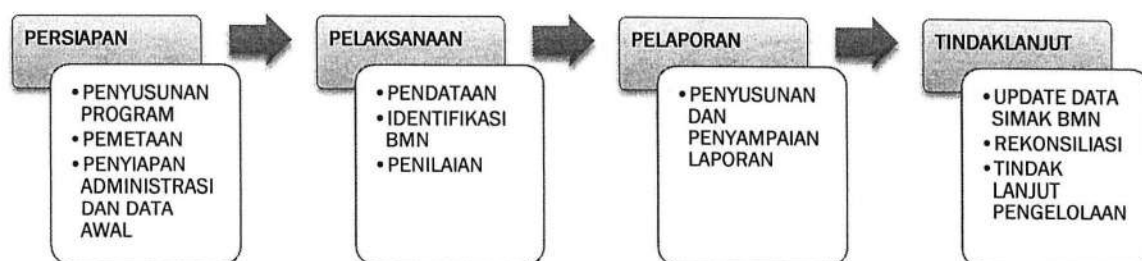 PERSIAPAN
• PENYUSUNAN
PROGRAM
• PEMETAAN
• PENYIAPAN
ADMINISTRASI
DAN DATA
AWAL
PELAKSANAAN
• PENDATAAN
• IDENTIFIKASI
BMN
• PENILAIAN
PELAPORAN
• PENYUSUNAN
DAN
PENYAMPAIAN
LAPORAN
TINDAKLANJUT
• UPDATE DATA
SIMAK BMN
• REKONSILIASI
• TINDAK
LANJUT
PENGELOLAAN